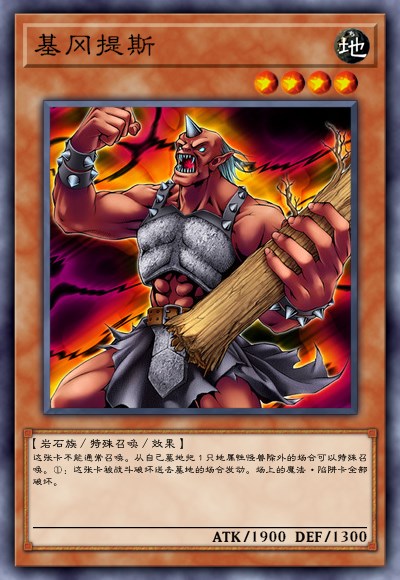 基冈提斯
地
【岩石族／特殊召唤／效果】
这张卡不能通常召唤。从自己墓地把１只地属性怪兽除外的场合可以特殊召
唤。①：这张卡被战斗破坏送去墓地的场合发动。场上的魔法·陷阱卡全部
破坏。
ATK/1900 DEF/1300